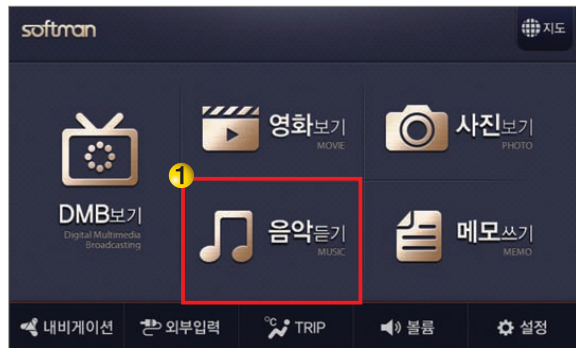 softman
지도
영화보기
MOVIE
사진보기
PHOTO
DMB보기
Digital Multimedia
Broadcasting
1
음악듣기
MUSIC
메모쓰기
MEMO
내비게이션
외부입력
°C
TRIP
볼륨
설정